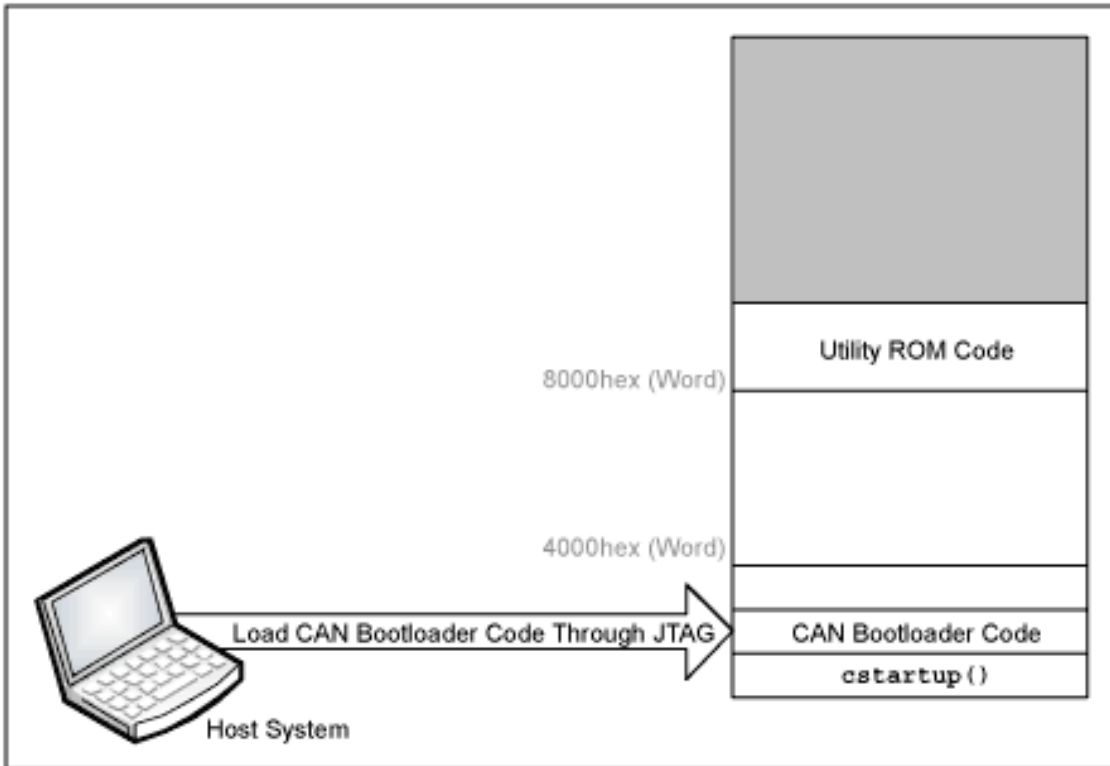 Utility ROM Code
8000hex (Word)
4000hex (Word)
Load CAN Bootloader Code Through JTAG
CAN Bootloader Code
cstartup()
Host System